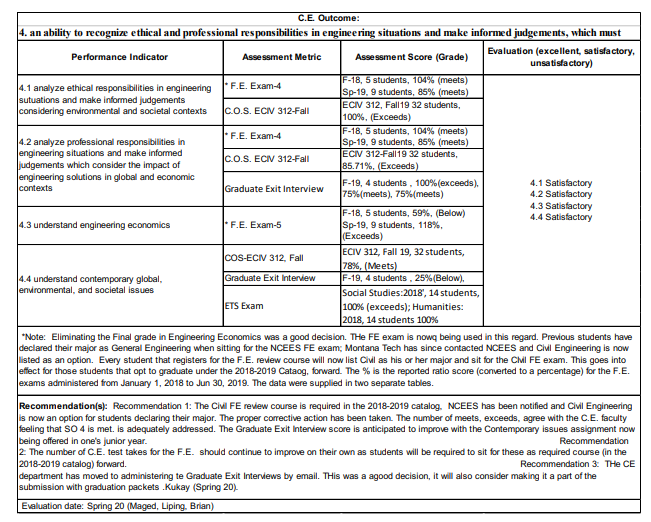 C.E. Outcome:
4. an ability to recognize ethical and professional responsibilities in engineering situations and make informed judgements, which must
Performance Indicator
Assessment Metric
Assessment Score (Grade)
Evaluation (excellent, satisfactory,
unsatisfactory)
4.1 analyze ethical responsibilities in engineering
sutuations and make informed judgements
considering environmental and societal contexts
* F.E. Exam-4
F-18, 5 students, 104% (meets)
Sp-19, 9 students, 85% (meets)
C.O.S. ECIV 312-Fall
ECIV 312, Fall19 32 students,
100%, (Exceeds)
4.2 analyze professional responsibilities in
engineering situations and make informed
judgements which consider the impact of
engineering solutions in global and economic
contexts
* F.E. Exam-4
F-18, 5 students, 104% (meets)
Sp-19, 9 students, 85% (meets)
C.O.S. ECIV 312-Fall
ECIV 312-Fall19 32 students,
85.71%, (Exceeds)
Graduate Exit Interview
F-19, 4 students , 100%(exceeds),
75%(meets), 75%(meets)
4.3 understand engineering economics
* F.E. Exam-5
F-18, 5 students, 59%, (Below)
Sp-19, 9 students, 118%,
(Exceeds)
4.4 understand contemporary global,
environmental, and societal issues
COS-ECIV 312, Fall
ECIV 312, Fall 19, 32 students,
78%, (Meets)
Graduate Exit Interview
F-19, 4 students , 25%(Below),
ETS Exam
Social Studies:2018', 14 students,
100% (exceeds); Humanities:
2018, 14 students 100%
4.1 Satisfactory
4.2 Satisfactory
4.3 Satisfactory
4.4 Satisfactory
*Note: Eliminating the Final grade in Engineering Economics was a good decision. THe FE exam is nowq being used in this regard. Previous students have
declared their major as General Engineering when sitting for the NCEES FE exam; Montana Tech has since contacted NCEES and Civil Engineering is now
listed as an option. Every student that registers for the F.E. review course will now list Civil as his or her major and sit for the CIvil FE exam. This goes into
effect for those students that opt to graduate under the 2018-2019 Cataog, forward. The % is the reported ratio score (converted to a percentage) for the F.E.
exams administered from January 1, 2018 to Jun 30, 2019. The data were supplied in two separate tables.
Recommendation(s): Recommendation 1: The Civil FE review course is required in the 2018-2019 catalog, NCEES has been notified and Civil Engineering
is now an option for students declaring their major. The proper corrective action has been taken. The number of meets, exceeds, agree with the C.E. faculty
feeling that SO 4 is met. is adequately addressed. The Graduate Exit Interview score is anticipated to improve with the Contemporary issues assignment now
being offered in one's junior year. Recommendation
2: The number of C.E. test takes for the F.E. should continue to improve on their own as students will be required to sit for these as required course (in the
2018-2019 catalog) forward. Recommendation 3: THe CE
department has moved to administering te Graduate Exit Interviews by email. THis was a agood decision, it will also consider making it a part of the
submission with graduation packets .Kukay (Spring 20).
Evaluation date: Spring 20 (Maged, Liping, Brian)